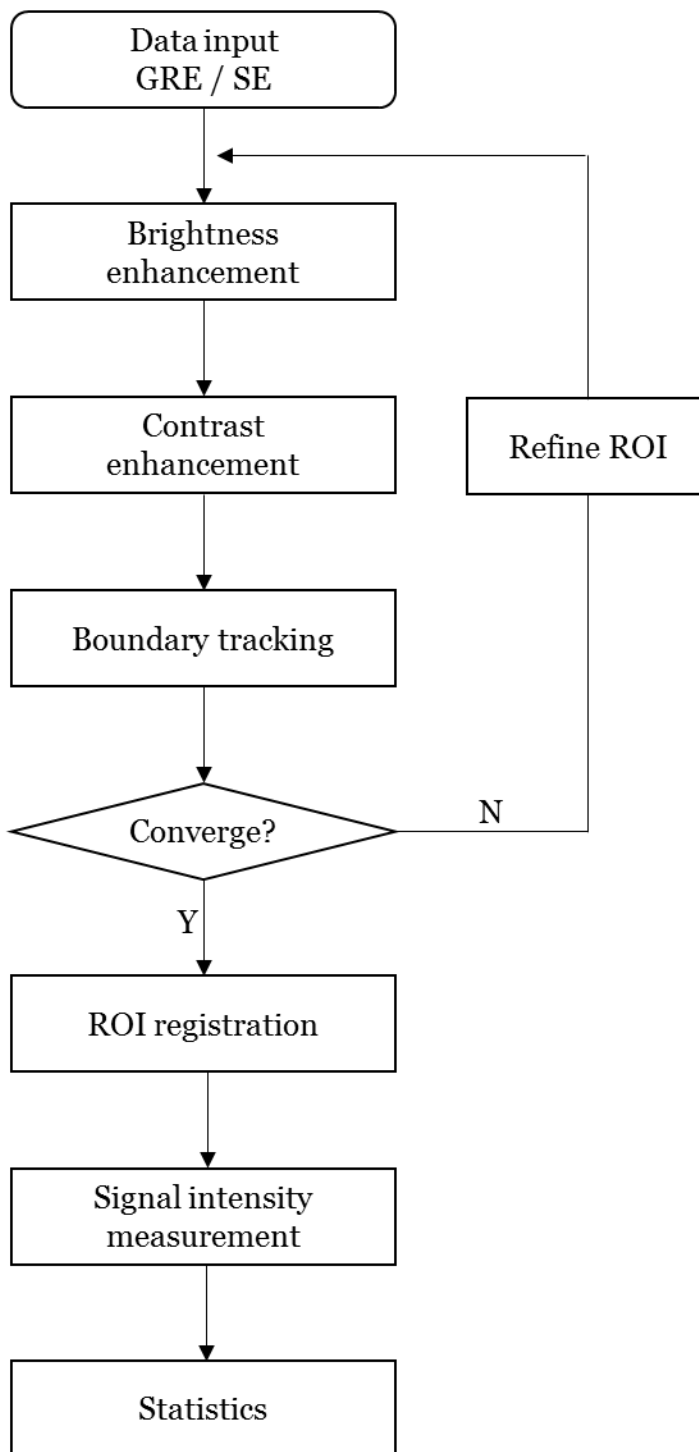 Data input
GRE / SE
Brightness
enhancement
Contrast
enhancement
Refine ROI
Boundary tracking
Converge?
N
Y
ROI registration
Signal intensity
measurement
Statistics